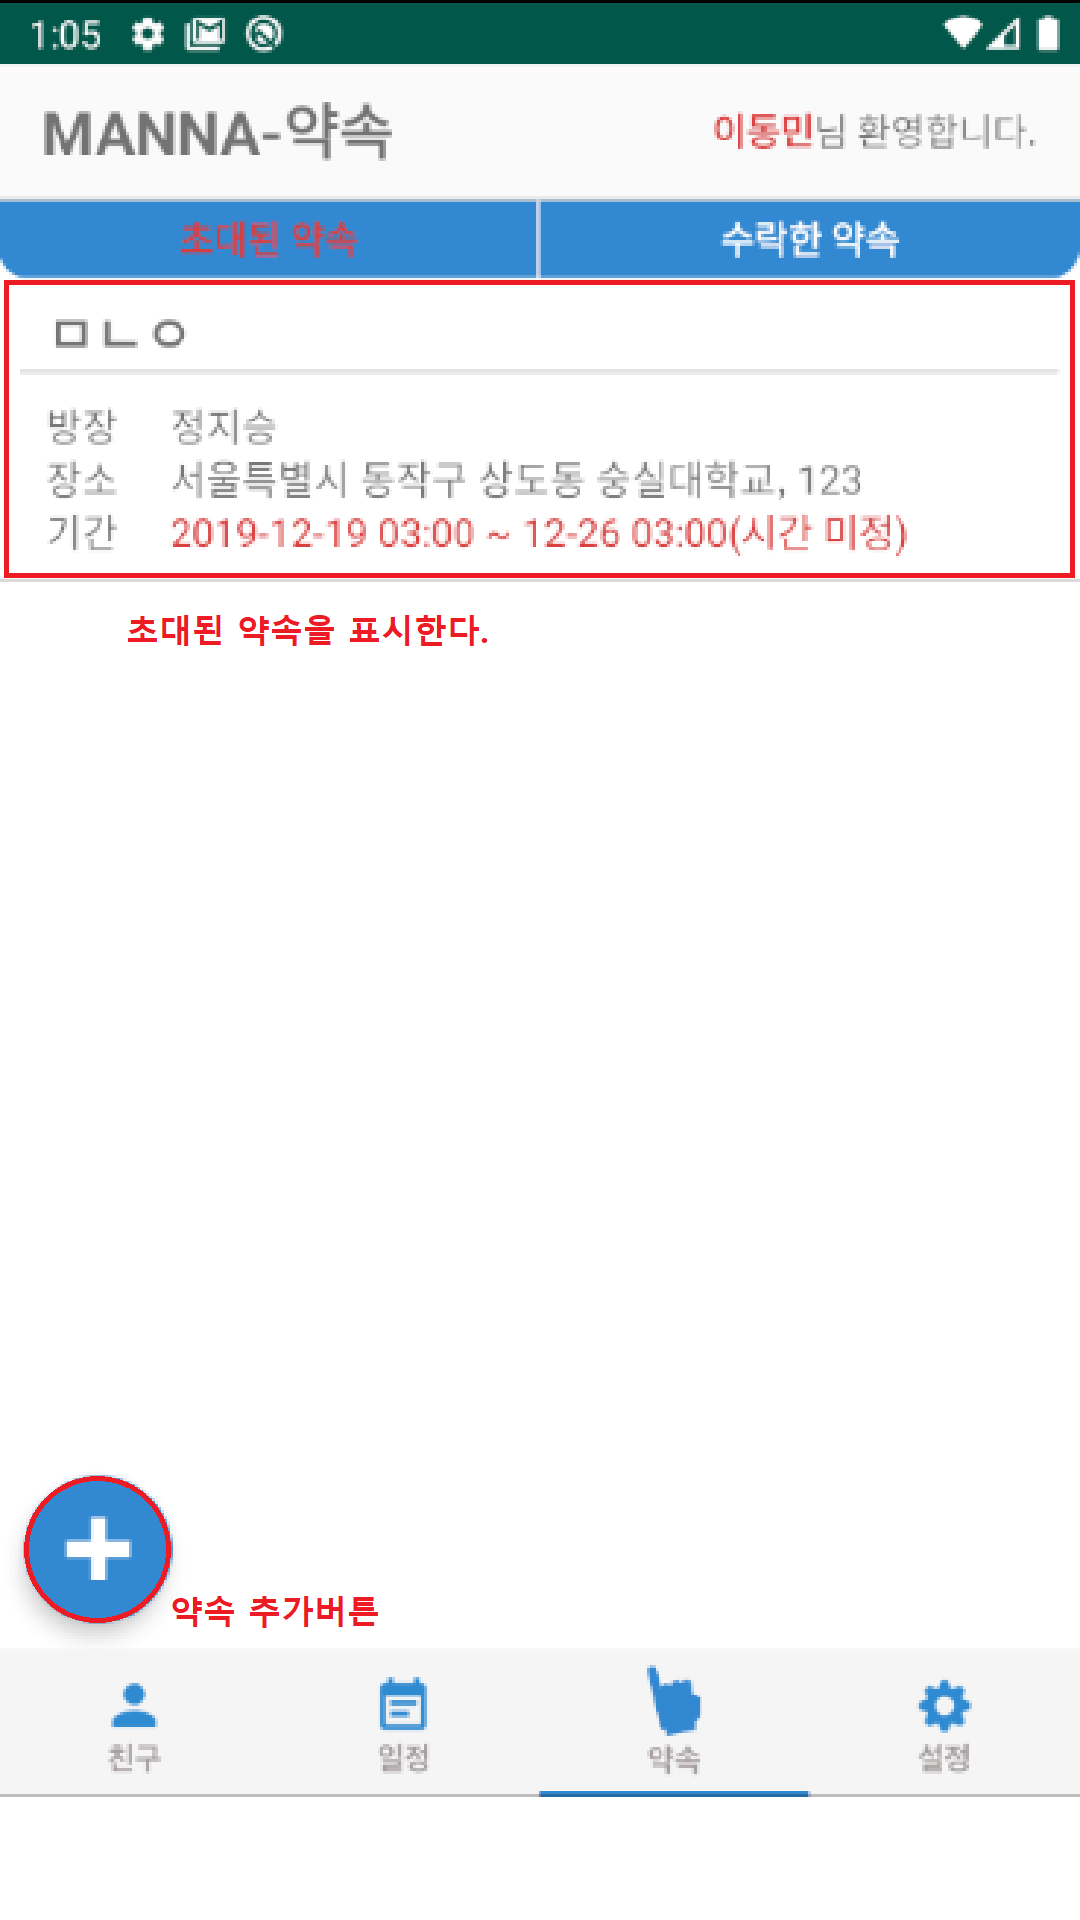 1:05
MANNA-약속
이동민님 환영합니다.
초대된 약속
수락한 약속
ㅁㄴㅇ
방장 정지승
장소 서울특별시 동작구 상도동 숭실대학교, 123
기간 2019-12-19 03:00 ~ 12-26 03:00(시간 미정)
초대된 약속을 표시한다.
약속 추가버튼
친구
일정
약속
설정